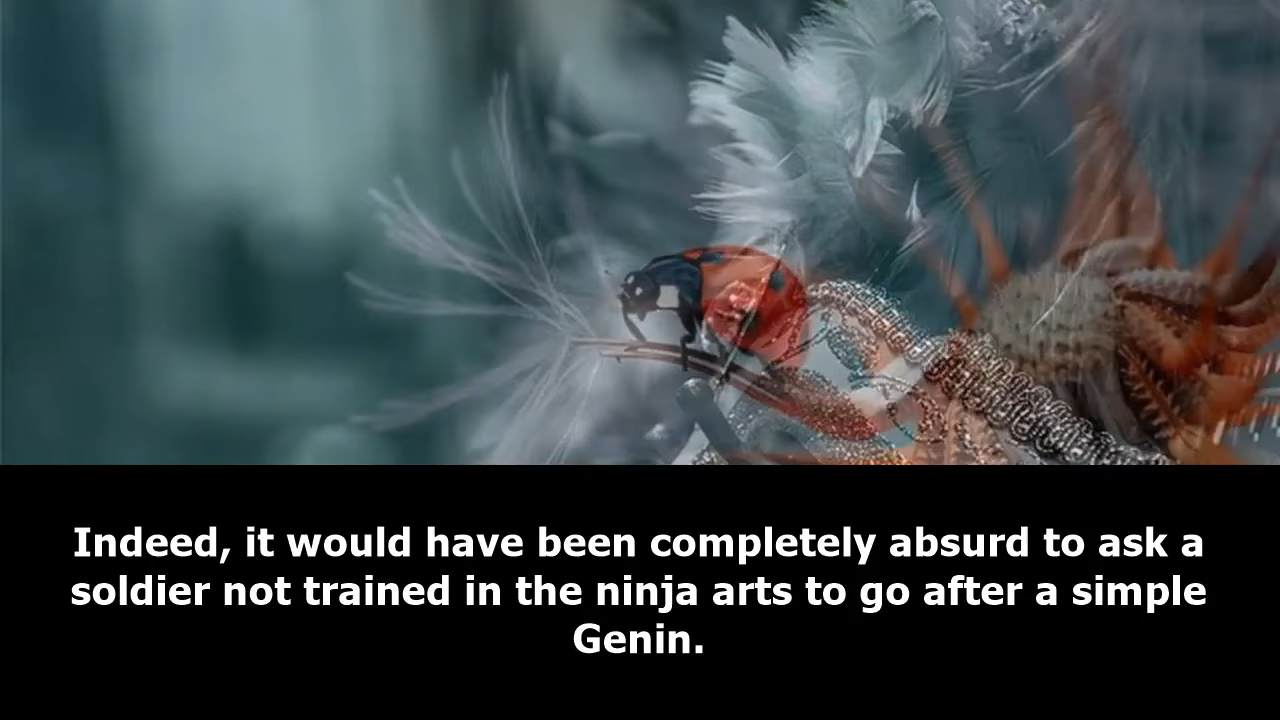 Indeed, it would have been completely absurd to ask a
soldier not trained in the ninja arts to go after a simple
Genin.